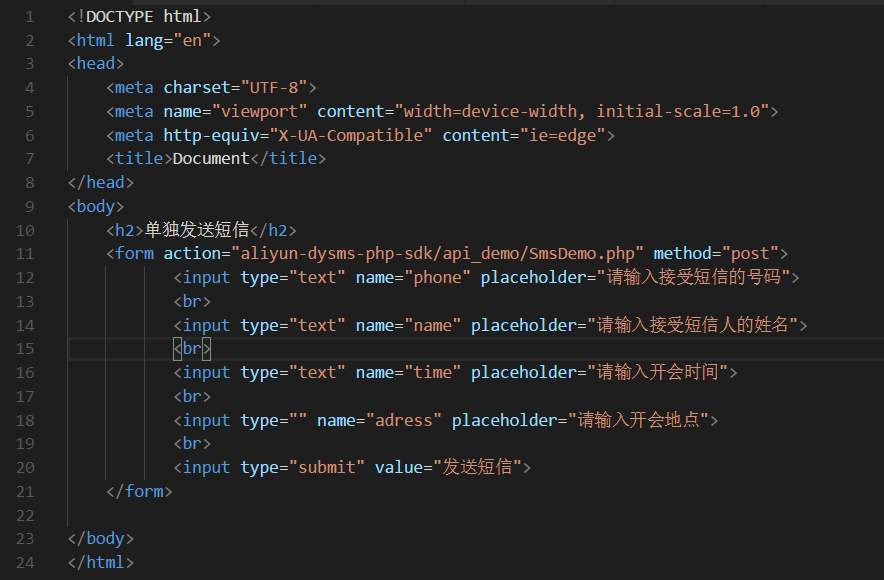 1 <!DOCTYPE html>
2 <html lang="en">
3 <head>
4 <meta charset="UTF-8">
5 <meta name="viewport" content="width=device-width, initial-scale=1.0">
6 <meta http-equiv="X-UA-Compatible" content="ie=edge">
7 <title>Document</title>
8 </head>
9 <body>
10 <h2>单独发送短信</h2>
11 <form action="aliyun-dysms-php-sdk/api_demo/SmsDemo.php" method="post">
12 <input type="text" name="phone" placeholder="请输入接受短信的号码">
13 <br>
14 <input type="text" name="name" placeholder="请输入接受短信人的姓名">
15 <br>
16 <input type="text" name="time" placeholder="请输入开会时间">
17 <br>
18 <input type="" name="adress" placeholder="请输入开会地点">
19 <br>
20 <input type="submit" value="发送短信">
21 </form>
22
23 </body>
24 </html>